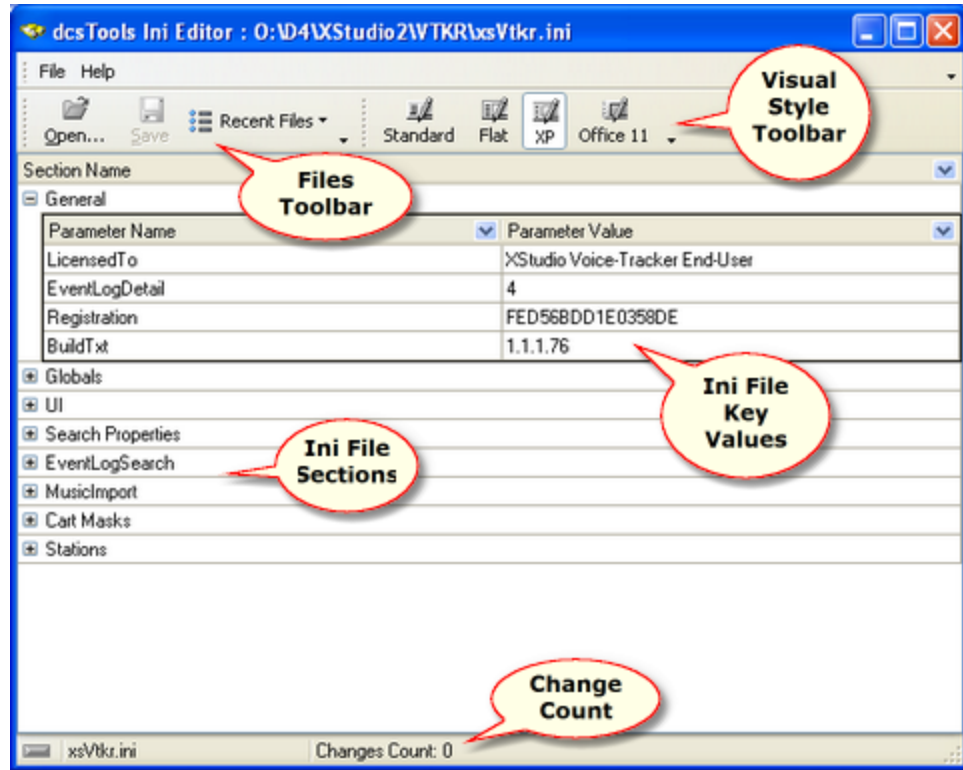 dcsTools Ini Editor : O:\D4\XStudio2\VTKR\xsVtkr.ini
File Help
Visual
Style
Toolbar
Open... Save Recent Files Standard Flat XP Office 11
Section Name
Files
Toolbar
General
Parameter Name Parameter Value
LicensedTo XStudio Voice-Tracker End-User
EventLogDetail 4
Registration FED56BDD1E0358DE
BuildTxt 1.1.1.76
Globals
Ini File
Key
Values
UI
Search Properties
Ini File
Sections
EventLogSearch
MusicImport
Cart Masks
Stations
Change
Count
xsVtkr.ini Changes Count: 0